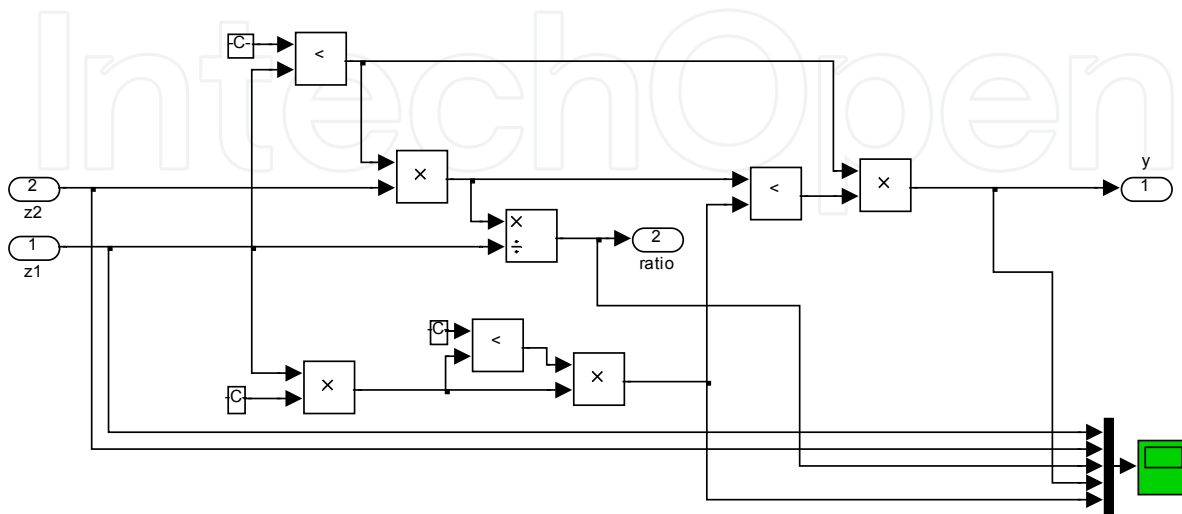 IntechOpen
-C-
<
×
2
z2
×
<
×
y
1
1
z1
×
÷
2
ratio
-C-
<
×
×
-C-